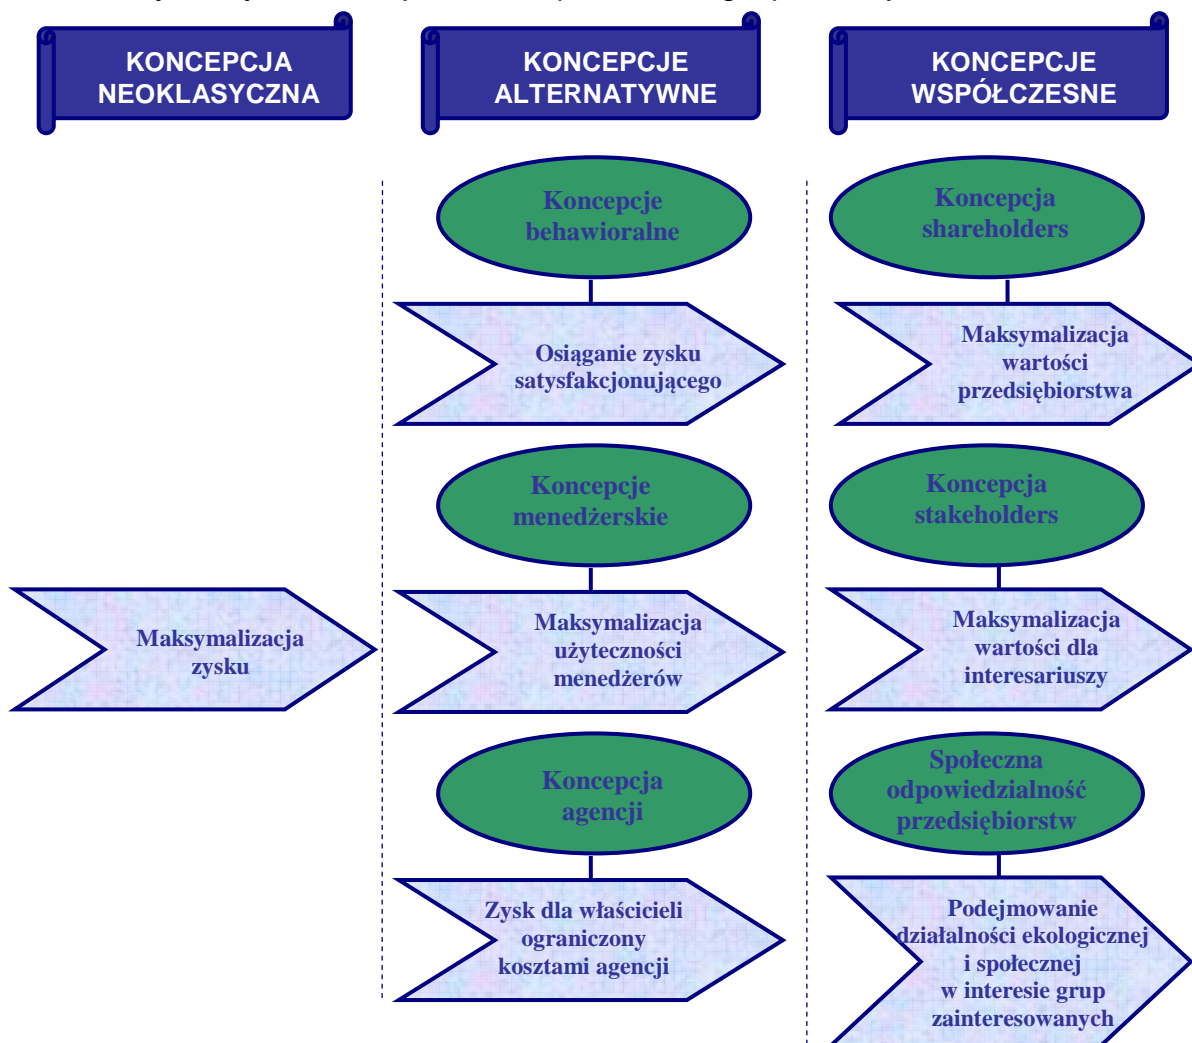 KONCEPCJA
NEOKLASYCZNA
KONCEPCJE
ALTERNATYWNE
KONCEPCJE
WSPÓŁCZESNE
Koncepcje
behawioralne
Koncepcja
shareholders
Osiąganie zysku
satysfakcjonującego
Maksymalizacja
wartości
przedsiębiorstwa
Koncepcje
menedżerskie
Koncepcja
stakeholders
Maksymalizacja
zysku
Maksymalizacja
użyteczności
menedżerów
Maksymalizacja
wartości dla
interesariuszy
Koncepcja
agencji
Społeczna
odpowiedzialność
przedsiębiorstw
Zysk dla właścicieli
ograniczony
kosztami agencji
Podejmowanie
działalności ekologicznej
i społecznej
w interesie grup
zainteresowanych